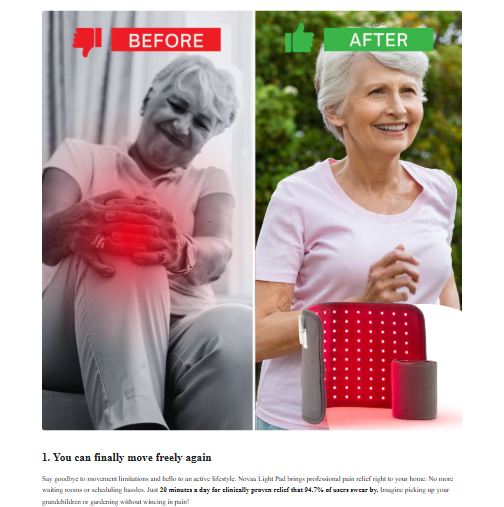 BEFORE
AFTER
1. You can finally move freely again
Say goodbye to movement limitations and hello to an active lifestyle. Novaa Light Pad brings professional pain relief right to your home. No more
waiting rooms or scheduling hassles. Just 20 minutes a day for clinically proven relief that 94.7% of users swear by. Imagine picking up your
grandchildren or gardening without wincing in pain!